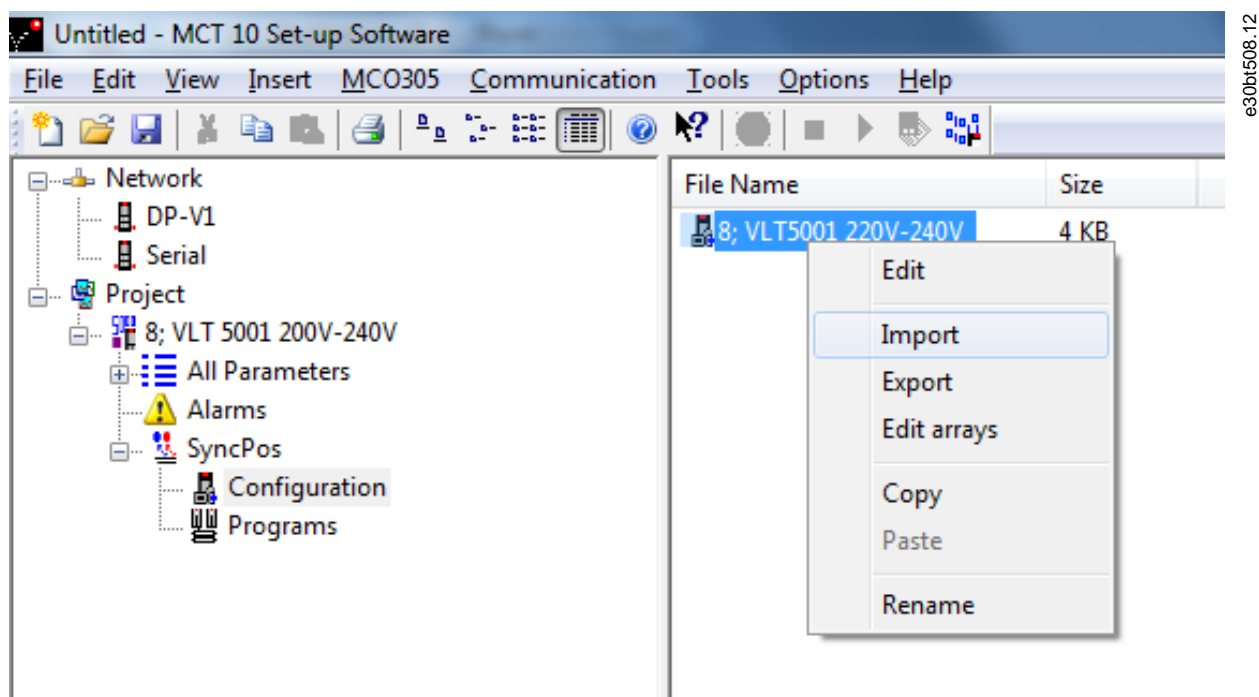 Untitled - MCT 10 Set-up Software
File Edit View Insert MCO305 Communication Tools Options Help
Network
DP-V1
Serial
Project
8; VLT 5001 200V-240V
All Parameters
Alarms
SyncPos
Configuration
Programs
File Name Size
8; VLT5001 220V-240V 4 KB
Edit
Import
Export
Edit arrays
Copy
Paste
Rename
e30bt508.12